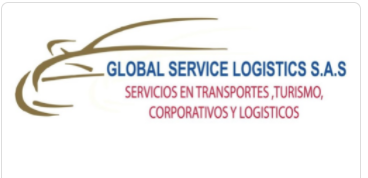 GLOBAL SERVICE LOGISTICS S.A.S
SERVICIOS EN TRANSPORTES ,TURISMO,
CORPORATIVOS Y LOGISTICOS